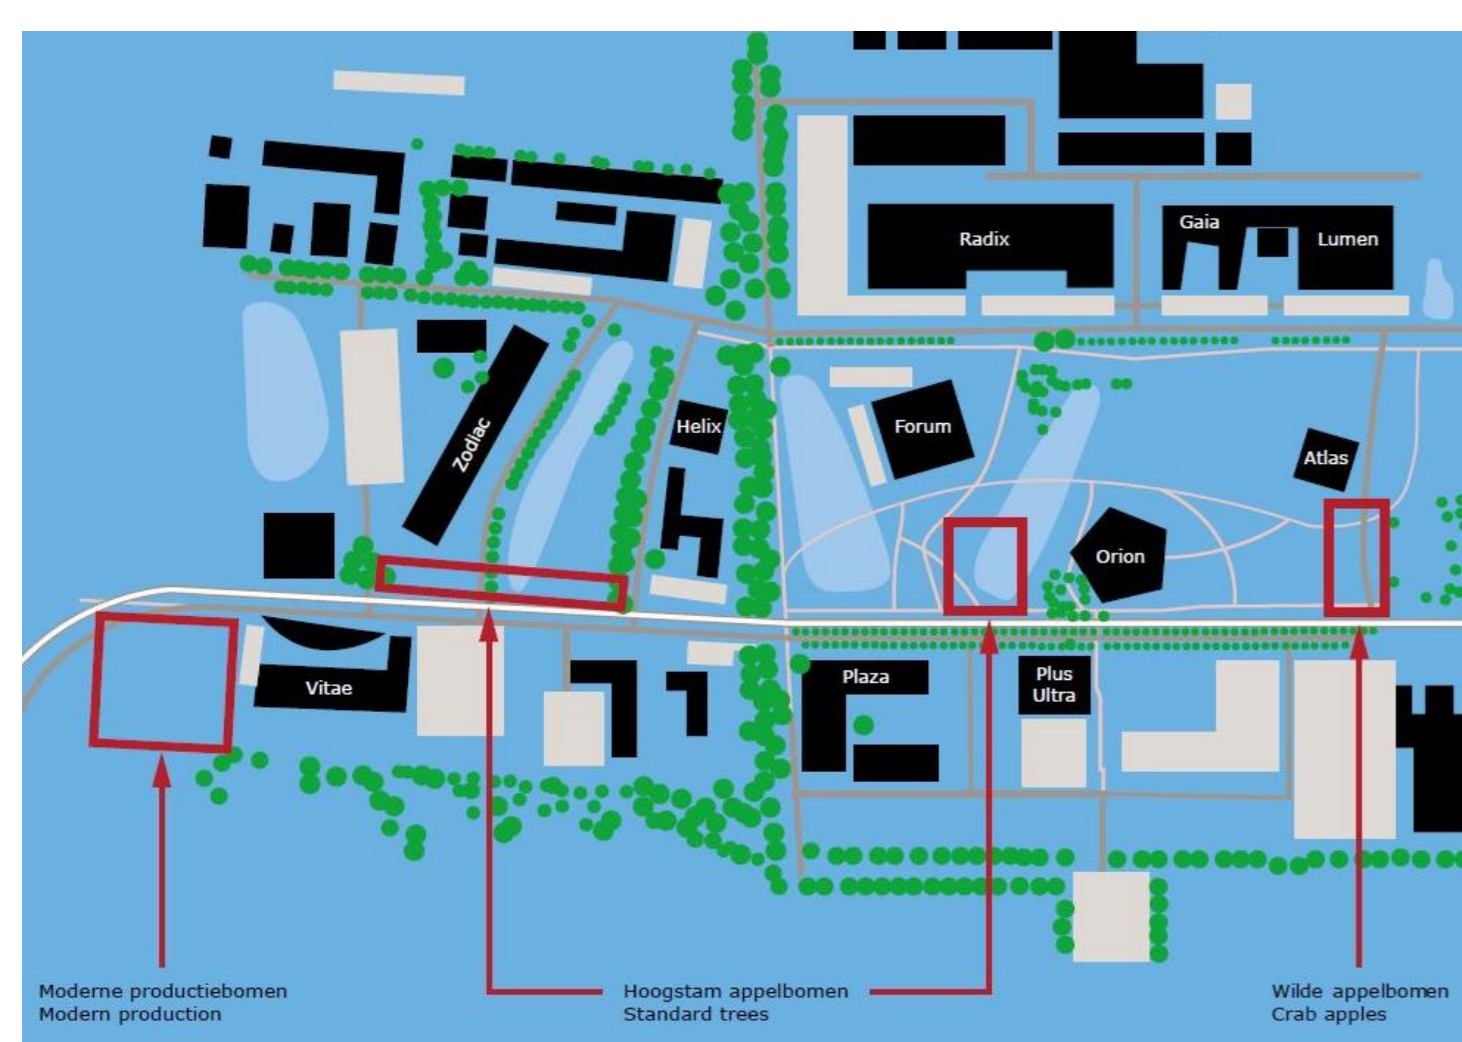 Radix
Gaia
Lumen
Zodiac
Helix
Forum
Atlas
Orion
Vitae
Plaza
Plus
Ultra
Moderne productiebomen
Modern production
Hoogstam appelbomen
Standard trees
Wilde appelbomen
Crab apples